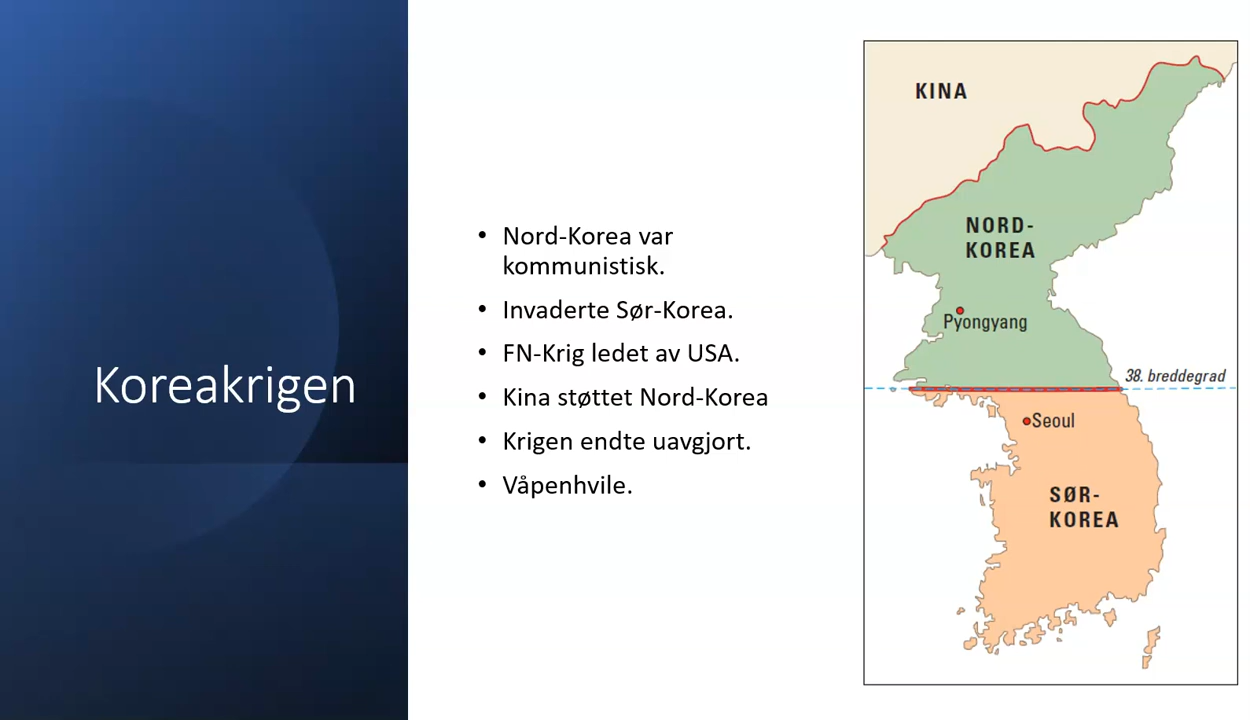 Koreakrigen
• Nord-Korea var
kommunistisk.
• Invaderte Sør-Korea.
• FN-Krig ledet av USA.
• Kina støttet Nord-Korea
• Krigen endte uavgjort.
• Våpenhvile.
KINA
NORD-
KOREA
Pyongyang
38. breddegrad
Seoul
SØR-
KOREA